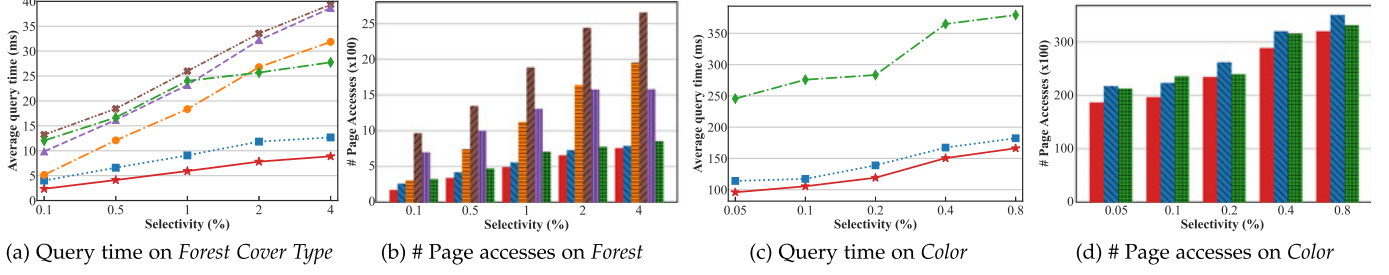 Average query time (ms)
40
35
30
25
20
15
10
5
0
0.1 0.5 1 2 4
Selectivity (%)
(a) Query time on Forest Cover Type
# Page Accesses (x100)
25
20
15
10
5
0
0.1 0.5 1 2 4
Selectivity (%)
(b) # Page accesses on Forest
Average query time (ms)
350
300
250
200
150
100
0.05 0.1 0.2 0.4 0.8
Selectivity (%)
(c) Query time on Color
# Page Accesses (x100)
300
200
100
0
0.05 0.1 0.2 0.4 0.8
Selectivity (%)
(d) # Page accesses on Color